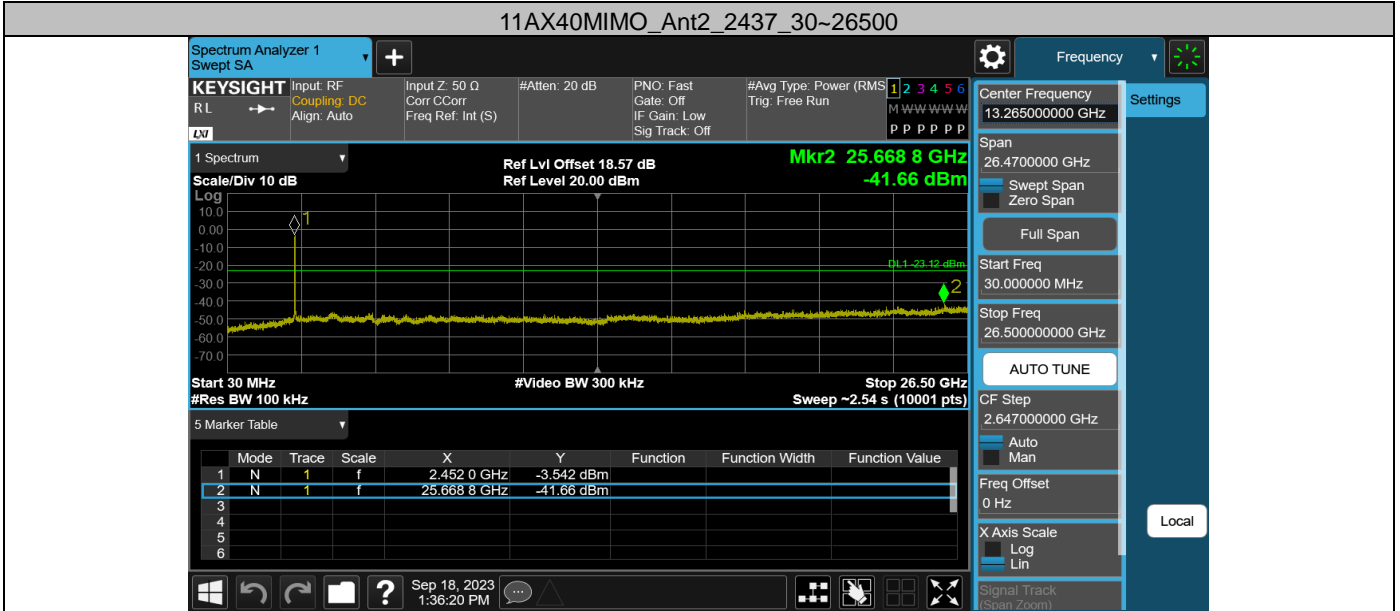 11AX40MIMO_Ant2_2437_30~26500
Spectrum Analyzer 1
Swept SA
+
Frequency
KEYSIGHT
R L
LXI
Input: RF
Coupling: DC
Align: Auto
Input Z: 50 Ω
Corr CCorr
Freq Ref: Int (S)
#Atten: 20 dB
PNO: Fast
Gate: Off
IF Gain: Low
Sig Track: Off
#Avg Type: Power (RMS
Trig: Free Run
1 2 3 4 5 6
M W W W W W
P P P P P P
1 Spectrum
Scale/Div 10 dB
Ref Lvl Offset 18.57 dB
Ref Level 20.00 dBm
Mkr2 25.668 8 GHz
-41.66 dBm
Log
10.0
0.00
-10.0
-20.0
-30.0
-40.0
-50.0
-60.0
-70.0
1
DL1 -23.12 dBm
2
Start 30 MHz
#Res BW 100 kHz
#Video BW 300 kHz
Stop 26.50 GHz
Sweep ~2.54 s (10001 pts)
5 Marker Table
Mode Trace Scale X Y Function Function Width Function Value
1 N 1 f 2.452 0 GHz -3.542 dBm
2 N 1 f 25.668 8 GHz -41.66 dBm
3
4
5
6
Center Frequency
13.265000000 GHz
Span
26.4700000 GHz
Swept Span
Zero Span
Full Span
Start Freq
30.000000 MHz
Stop Freq
26.500000000 GHz
AUTO TUNE
CF Step
2.647000000 GHz
Auto
Man
Freq Offset
0 Hz
X Axis Scale
Log
Lin
Signal Track
(Span Zoom)
Settings
Local
?
Sep 18, 2023
1:36:20 PM